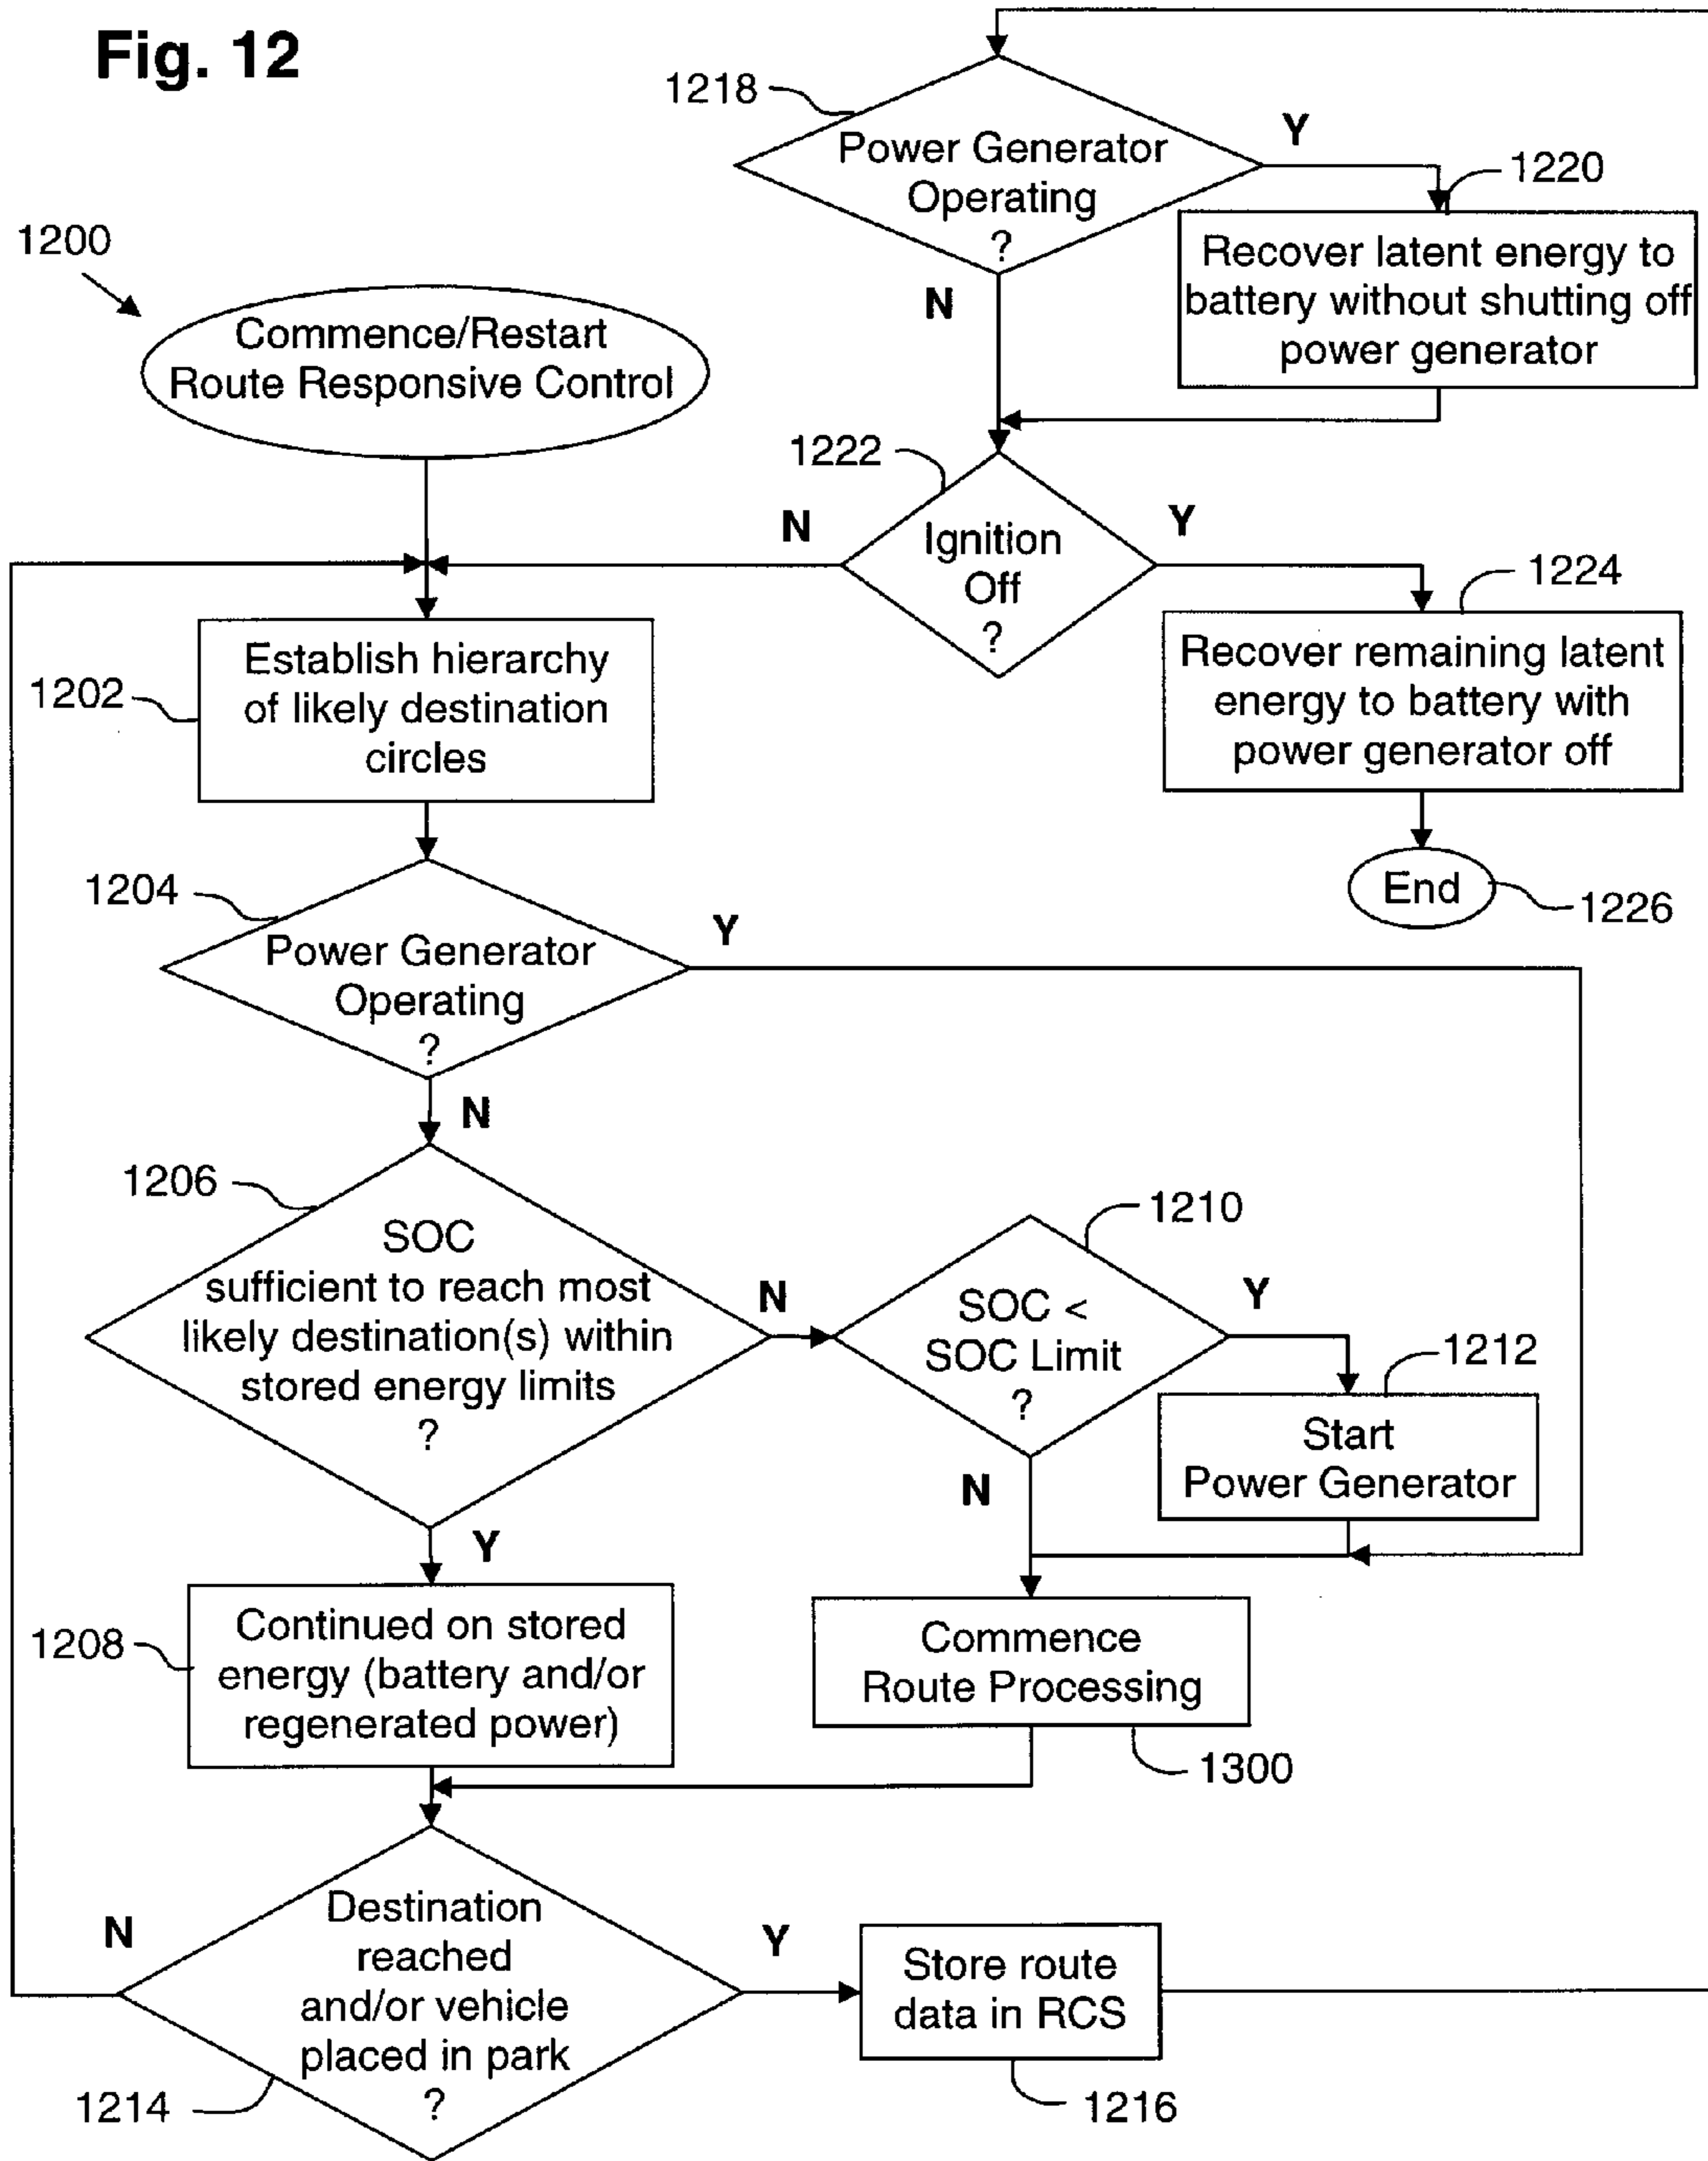 Fig. 12
1218
Power Generator
Operating
?
Y
N
1220
Recover latent energy to
battery without shutting off
power generator
1200
Commence/Restart
Route Responsive Control
1222
Ignition
Off
?
N
Y
1224
Recover remaining latent
energy to battery with
power generator off
End
1226
1202
Establish hierarchy
of likely destination
circles
1204
Power Generator
Operating
?
Y
N
1206
SOC
sufficient to reach most
likely destination(s) within
stored energy limits
?
N
Y
1210
SOC <
SOC Limit
?
Y
N
1212
Start
Power Generator
1208
Continued on stored
energy (battery and/or
regenerated power)
Commence
Route Processing
1300
Destination
reached
and/or vehicle
placed in park
?
N
Y
1214
Store route
data in RCS
1216